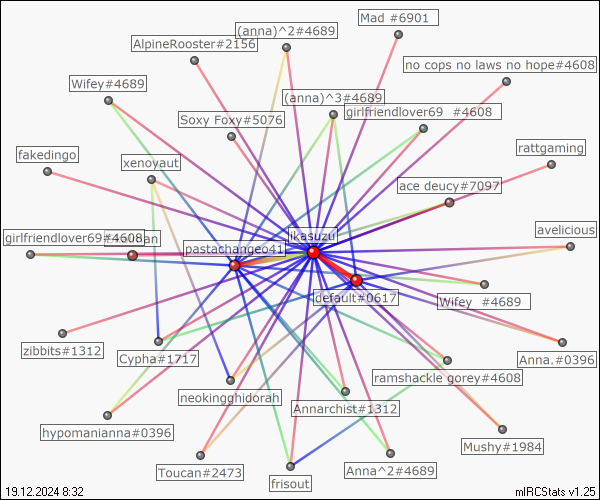 Mad #6901
(anna)^2#4689
AlpineRooster#2156
no cops no laws no hope#4608
Wifey#4689
(anna)^3#4689
girlfriendlover69 #4608
Soxy Foxy#5076
fakedingo
xenoyaut
rattgaming
ace deucy#7097
avelicious
ikasuzu
girlfriendlover69#4608
pastachangeo41
default#0617
Wifey #4689
zibbits#1312
Cypha#1717
Anna.#0396
ramshackle gorey#4608
neokingghidorah
Annarchist#1312
hypomanianna#0396
Mushy#1984
Toucan#2473
Anna^2#4689
frisout
19.12.2024 8:32
mIRCStats v1.25